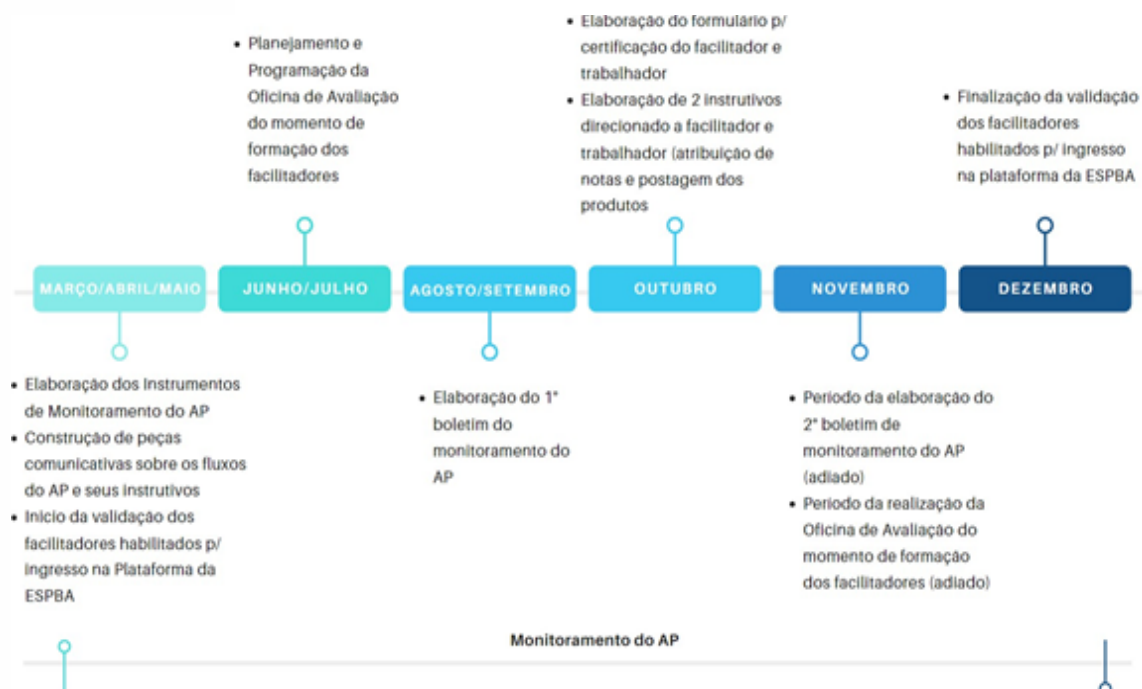 • Planejamento e
Programação da
Oficina de Avaliação
do momento de
formação dos
facilitadores
• Elaboração do formulário p/
certificação do facilitador e
trabalhador
• Elaboração de 2 instrutivos
direcionado a facilitador e
trabalhador (atribuição de
notas e postagem dos
produtos
• Finalização da validação
dos facilitadores
habilitados p/ ingresso
na plataforma da ESPBA
MARÇO/ABRIL/MAIO
JUNHO/JULHO
AGOSTO/SETEMBRO
OUTUBRO
NOVEMBRO
DEZEMBRO
• Elaboração dos Instrumentos
de Monitoramento do AP
• Construção de peças
comunicativas sobre os fluxos
do AP e seus instrutivos
• Início da validação dos
facilitadores habilitados p/
ingresso na Plataforma da
ESPBA
• Elaboração do 1°
boletim do
monitoramento do
AP
• Período da elaboração do
2° boletim de
monitoramento do AP
(adiado)
• Período da realização da
Oficina de Avaliação do
momento de formação
dos facilitadores (adiado)
Monitoramento do AP